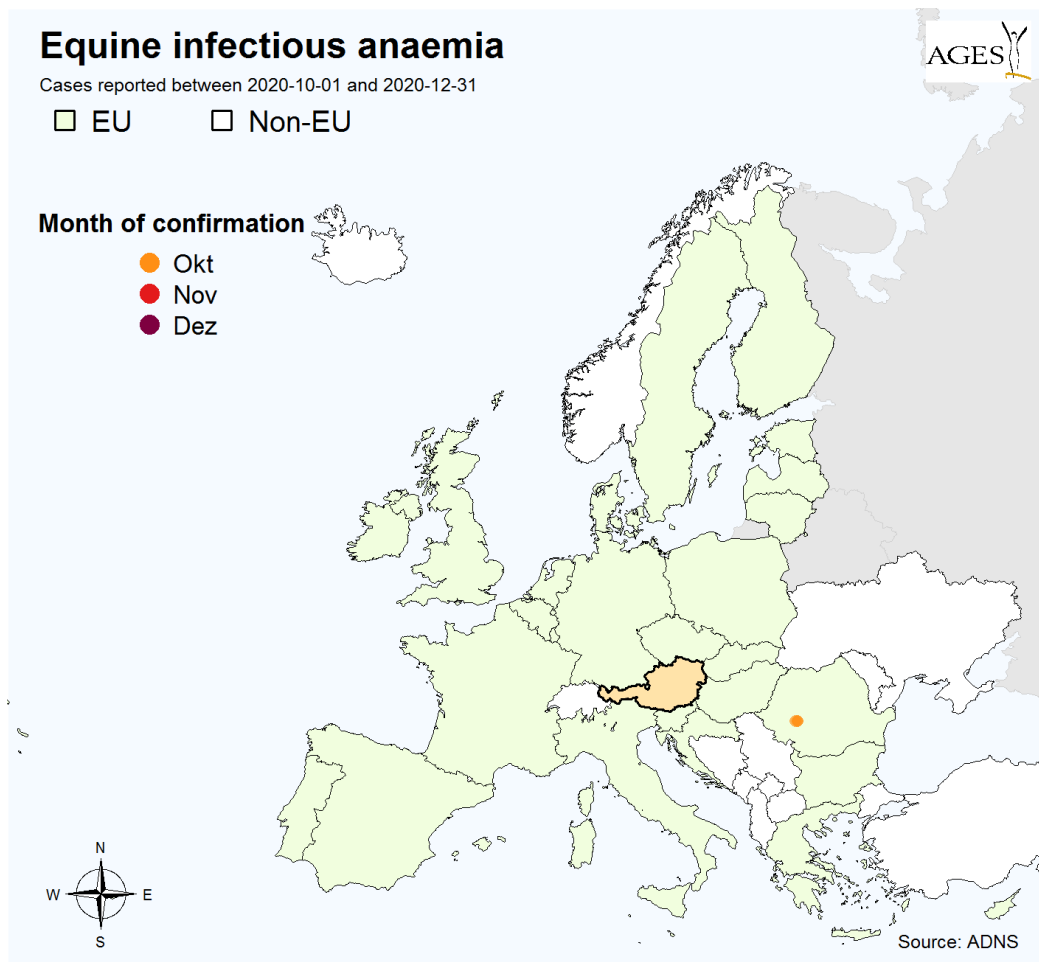 Equine infectious anaemia
Cases reported between 2020-10-01 and 2020-12-31
EU
Non-EU
AGES
Month of confirmation
Okt
Nov
Dez
N
W
E
S
Source: ADNS